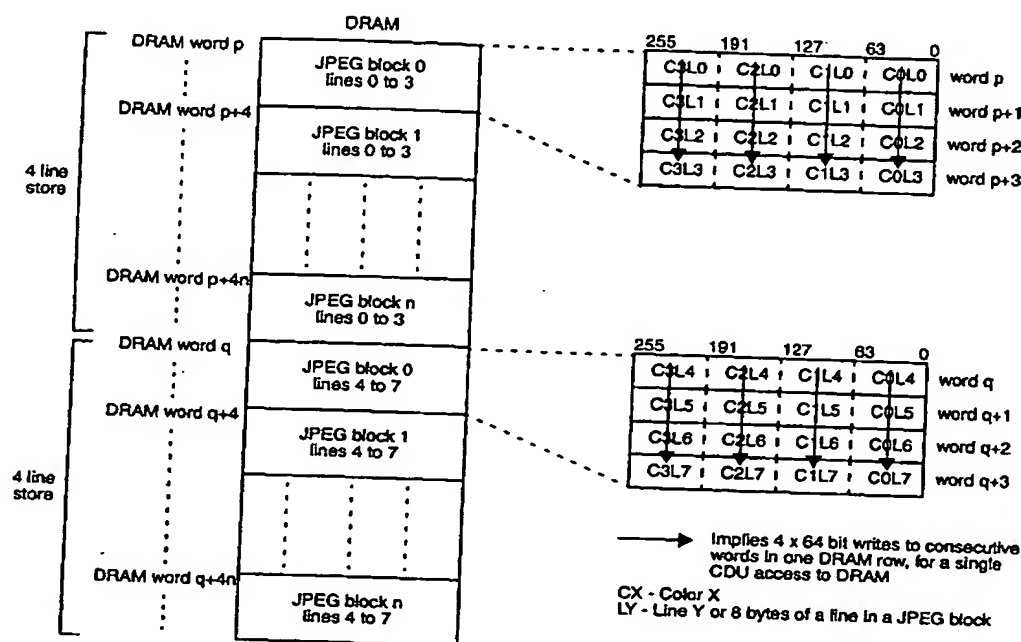 DRAM
DRAM word p
JPEG block 0
lines 0 to 3
DRAM word p+4
JPEG block 1
lines 0 to 3
4 line
store
DRAM word p+4n
JPEG block n
lines 0 to 3
DRAM word q
JPEG block 0
lines 4 to 7
DRAM word q+4
JPEG block 1
lines 4 to 7
4 line
store
DRAM word q+4n
JPEG block n
lines 4 to 7
255 191 127 63 0
C3L0 C2L0 C1L0 C0L0 word p
C3L1 C2L1 C1L1 C0L1 word p+1
C3L2 C2L2 C1L2 C0L2 word p+2
C3L3 C2L3 C1L3 C0L3 word p+3
255 191 127 63 0
C3L4 C2L4 C1L4 C0L4 word q
C3L5 C2L5 C1L5 C0L5 word q+1
C3L6 C2L6 C1L6 C0L6 word q+2
C3L7 C2L7 C1L7 C0L7 word q+3
Implies 4 x 64 bit writes to consecutive
words in one DRAM row, for a single
CDU access to DRAM
CX - Color X
LY - Line Y or 8 bytes of a line in a JPEG block